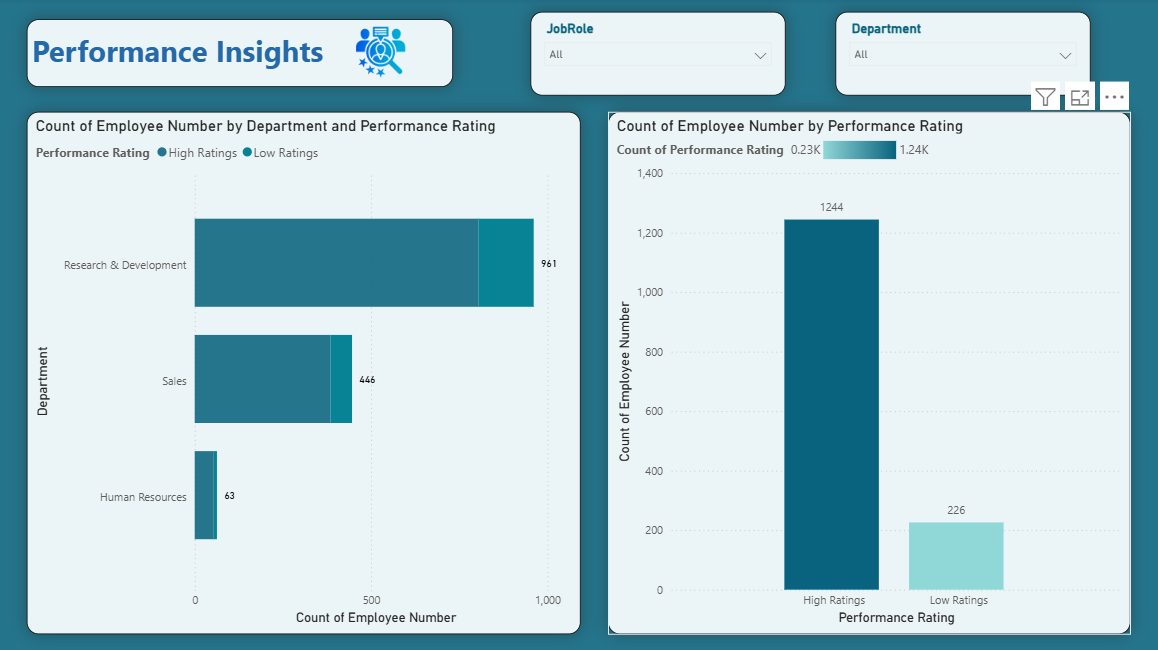 Performance Insights
JobRole
All
Department
All
Count of Employee Number by Department and Performance Rating
Performance Rating High Ratings Low Ratings
Department
Research & Development
961
Sales
446
Human Resources
63
0 500 1,000
Count of Employee Number
Count of Employee Number by Performance Rating
Count of Performance Rating 0.23K 1.24K
Count of Employee Number
1,400
1,200
1,000
800
600
400
200
0
1244
226
High Ratings Low Ratings
Performance Rating